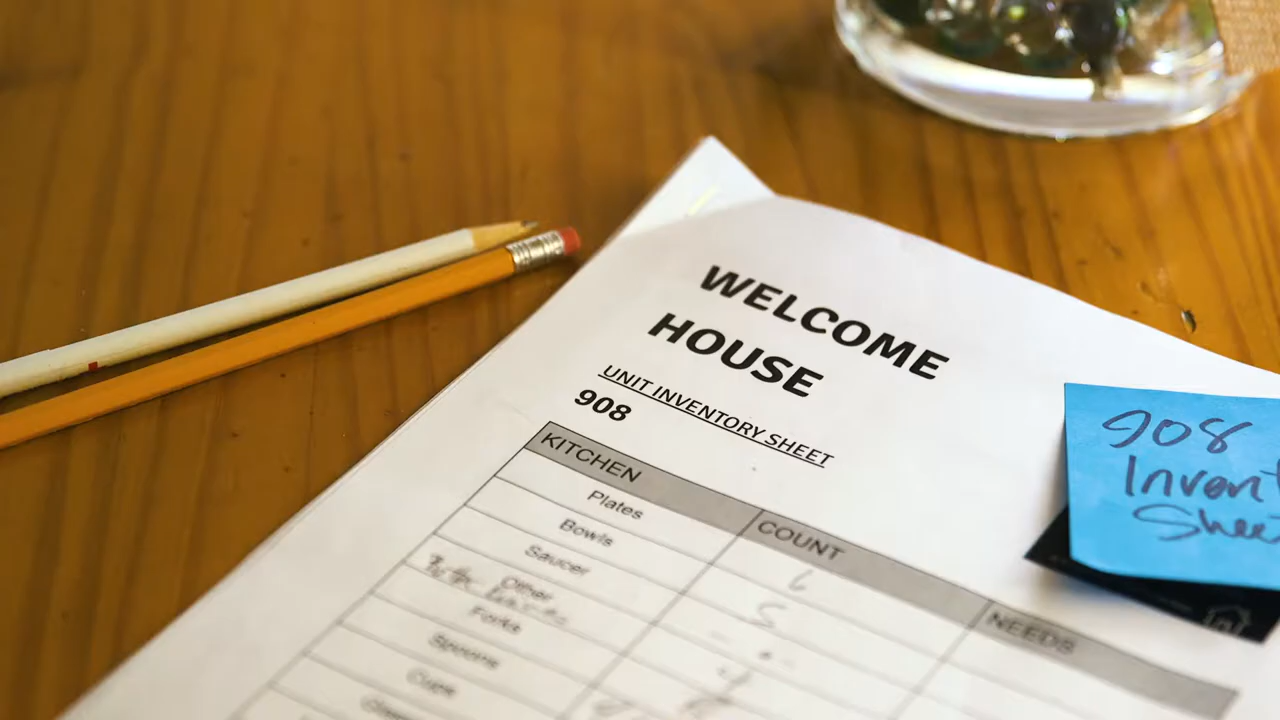 WELCOME
HOUSE
UNIT INVENTORY SHEET
908
KITCHEN COUNT NEEDS
Plates 6
Bowls 5
Saucer
Other
Forks
Spoons
Cups
908
Invent
Sheet